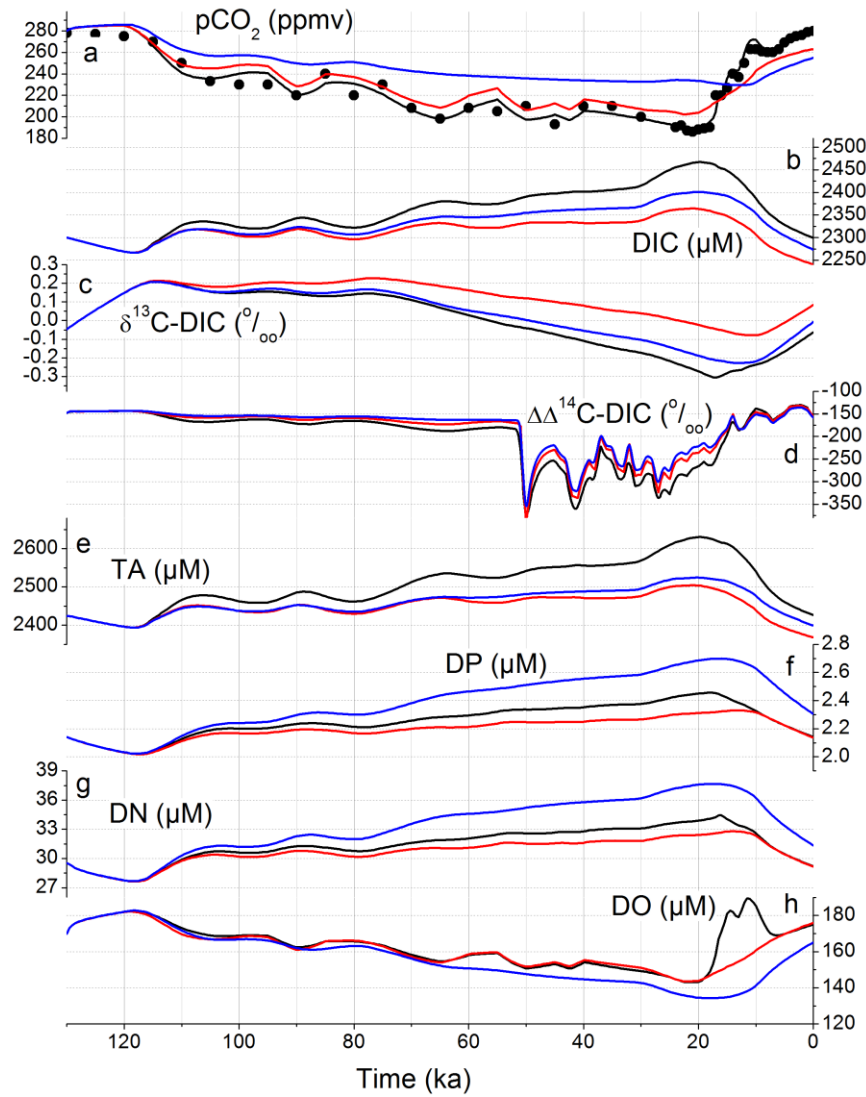 pCO₂ (ppmv)
a
280
260
240
220
200
180
b
2500
2450
2400
2350
2300
2250
DIC (µM)
0.3
0.2
0.1
0.0
-0.1
-0.2
-0.3
c
δ¹³C-DIC (o/oo)
-100
-150
-200
-250
-300
-350
ΔΔ¹⁴C-DIC (o/oo)
d
2600
2500
2400
e
TA (µM)
DP (µM)
f
2.8
2.6
2.4
2.2
2.0
39
36
33
30
27
g
DN (µM)
DO (µM)
h
180
160
140
120
120 100 80 60 40 20 0
Time (ka)